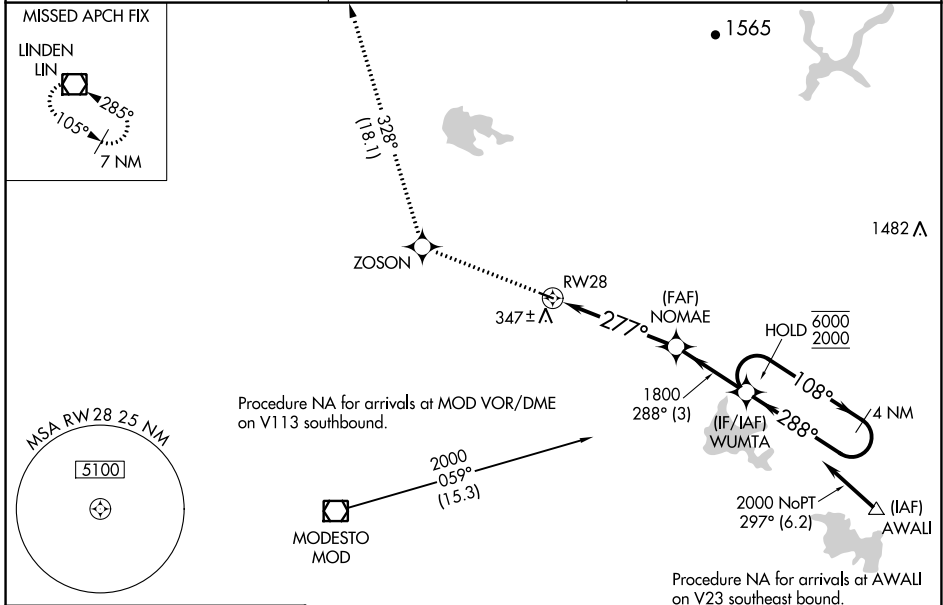 MISSED APCH FIX
LINDEN
LIN
285°
105°
7 NM
328°
(18.1)
1565
1482
ZOSON
RW28
347±
277°
(FAF)
NOMAE
HOLD 6000
2000
108°
4 NM
288°
1800
288° (3)
(IF/IAF)
WUMTA
Procedure NA for arrivals at MOD VOR/DME
on V113 southbound.
MSA RW 28 25 NM
5100
2000
059°
(15.3)
MODESTO
MOD
2000 NoPT
297° (6.2)
(IAF)
AWALI
Procedure NA for arrivals at AWALI
on V23 southeast bound.